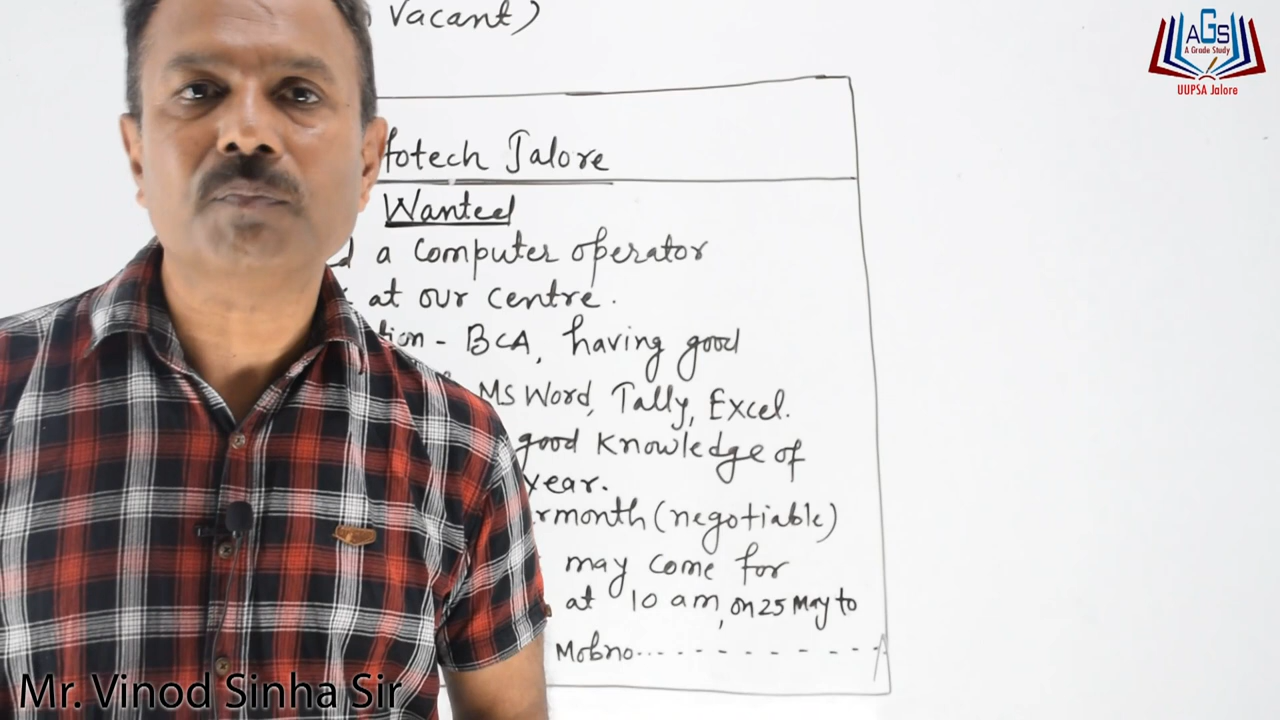 Vacant)
AGS
A Grade Study
UUPSA Jalore
fotech Jalore
Wanted
a computer operator
at our centre.
tion - BCA, having good
Ms Word, Tally, Excel.
good knowledge of
year.
rmonth (negotiable)
may come for
at 10 am, on 25 May to
Mobno...---------
Mr. Vinod Sinha Sir